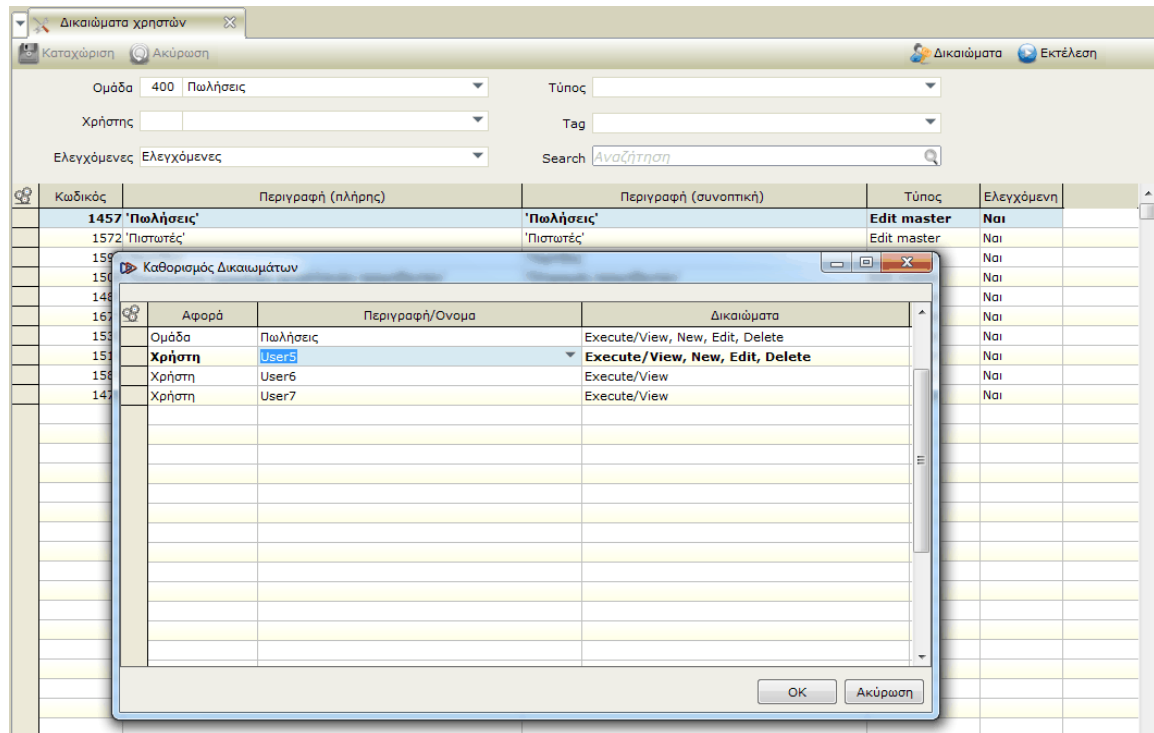 Δικαιώματα χρηστών
Καταχώριση Ακύρωση Δικαιώματα Εκτέλεση
Ομάδα 400 Πωλήσεις Τύπος
Χρήστης Tag
Ελεγχόμενες Ελεγχόμενες Search Αναζήτηση
Κωδικός Περιγραφή (πλήρης) Περιγραφή (συνοπτική) Τύπος Ελεγχόμενη
1457 'Πωλήσεις' 'Πωλήσεις' Edit master Ναι
1572 'Πιστωτές' 'Πιστωτές' Edit master Ναι
Ναι
Ναι
Ναι
Ναι
Ναι
Ναι
Ναι
Ναι
Καθορισμός Δικαιωμάτων
Αφορά Περιγραφή/Ονομα Δικαιώματα
Ομάδα Πωλήσεις Execute/View, New, Edit, Delete
Χρήστη User5 Execute/View, New, Edit, Delete
Χρήστη User6 Execute/View
Χρήστη User7 Execute/View
OK Ακύρωση